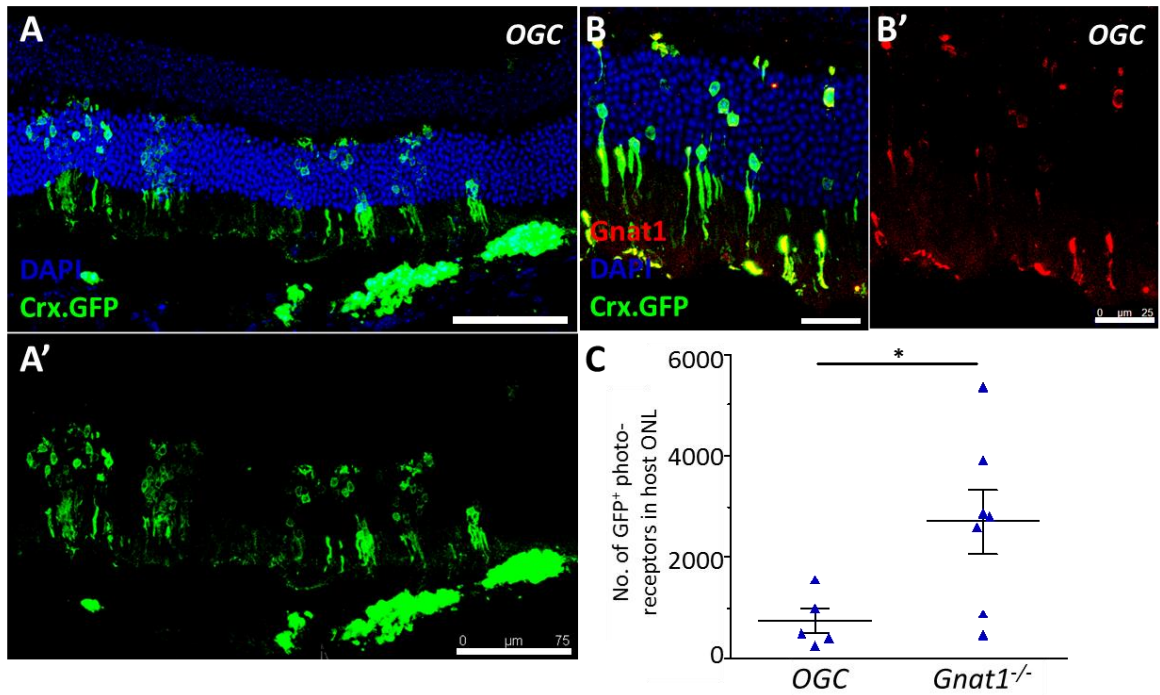 A
OGC
DAPI
Crx.GFP
B
Gnat1
DAPI
Crx.GFP
B'
OGC
0 µm 25
A'
0 µm 75
C
*
No. of GFP⁺ photo-
receptors in host ONL
6000
4000
2000
0
OGC
Gnat1⁻/⁻